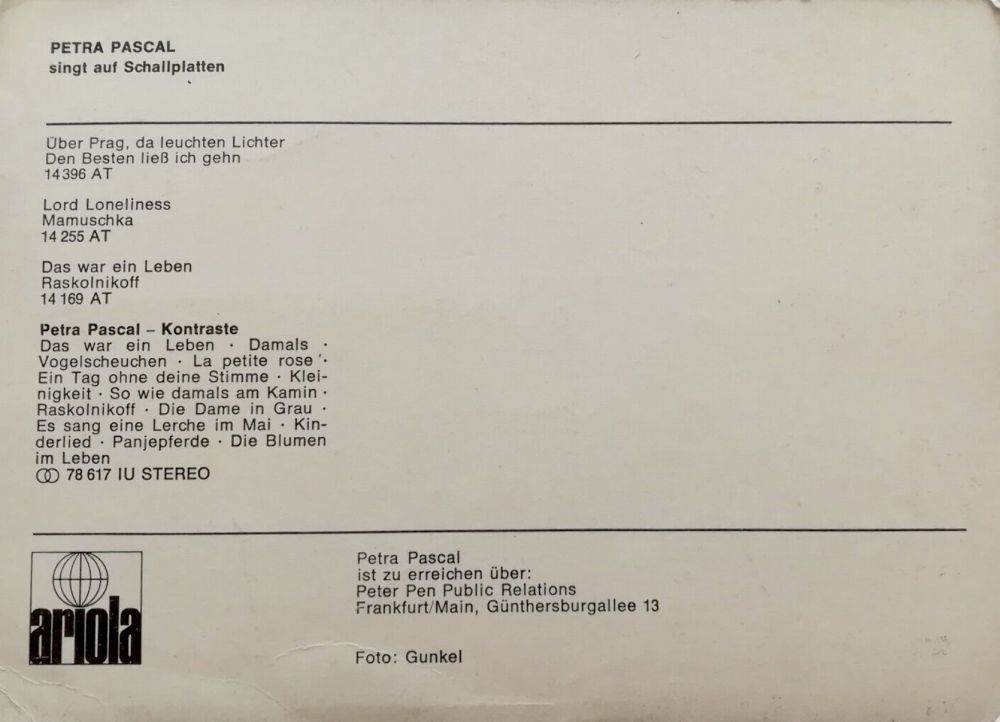 PETRA PASCAL
singt auf Schallplatten
Über Prag, da leuchten Lichter
Den Besten ließ ich gehn
14396 AT
Lord Loneliness
Mamuschka
14 255 AT
Das war ein Leben
Raskolnikoff
14 169 AT
Petra Pascal – Kontraste
Das war ein Leben · Damals ·
Vogelscheuchen · La petite rose ·
Ein Tag ohne deine Stimme · Klei-
nigkeit · So wie damals am Kamin ·
Raskolnikoff · Die Dame in Grau ·
Es sang eine Lerche im Mai · Kin-
derlied · Panjepferde · Die Blumen
im Leben
78 617 IU STEREO
ariola
Petra Pascal
ist zu erreichen über:
Peter Pen Public Relations
Frankfurt/Main, Günthersburgallee 13
Foto: Gunkel